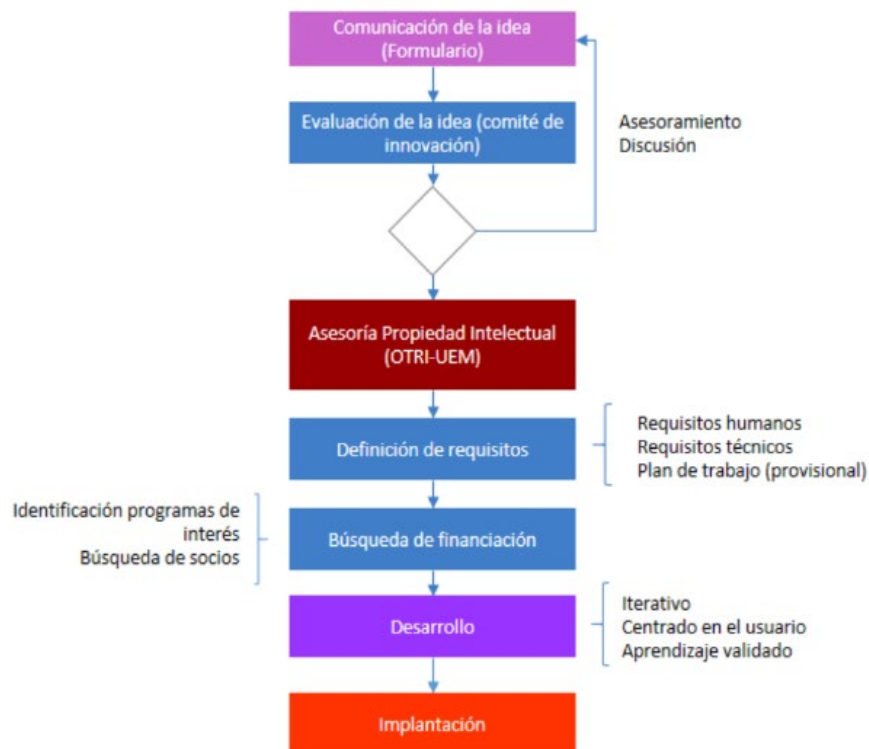 Comunicación de la idea
(Formulario)
Evaluación de la idea (comité de
innovación)
Asesoramiento
Discusión
Asesoría Propiedad Intelectual
(OTRI-UEM)
Definición de requisitos
Requisitos humanos
Requisitos técnicos
Plan de trabajo (provisional)
Identificación programas de
interés
Búsqueda de socios
Búsqueda de financiación
Desarrollo
Iterativo
Centrado en el usuario
Aprendizaje validado
Implantación